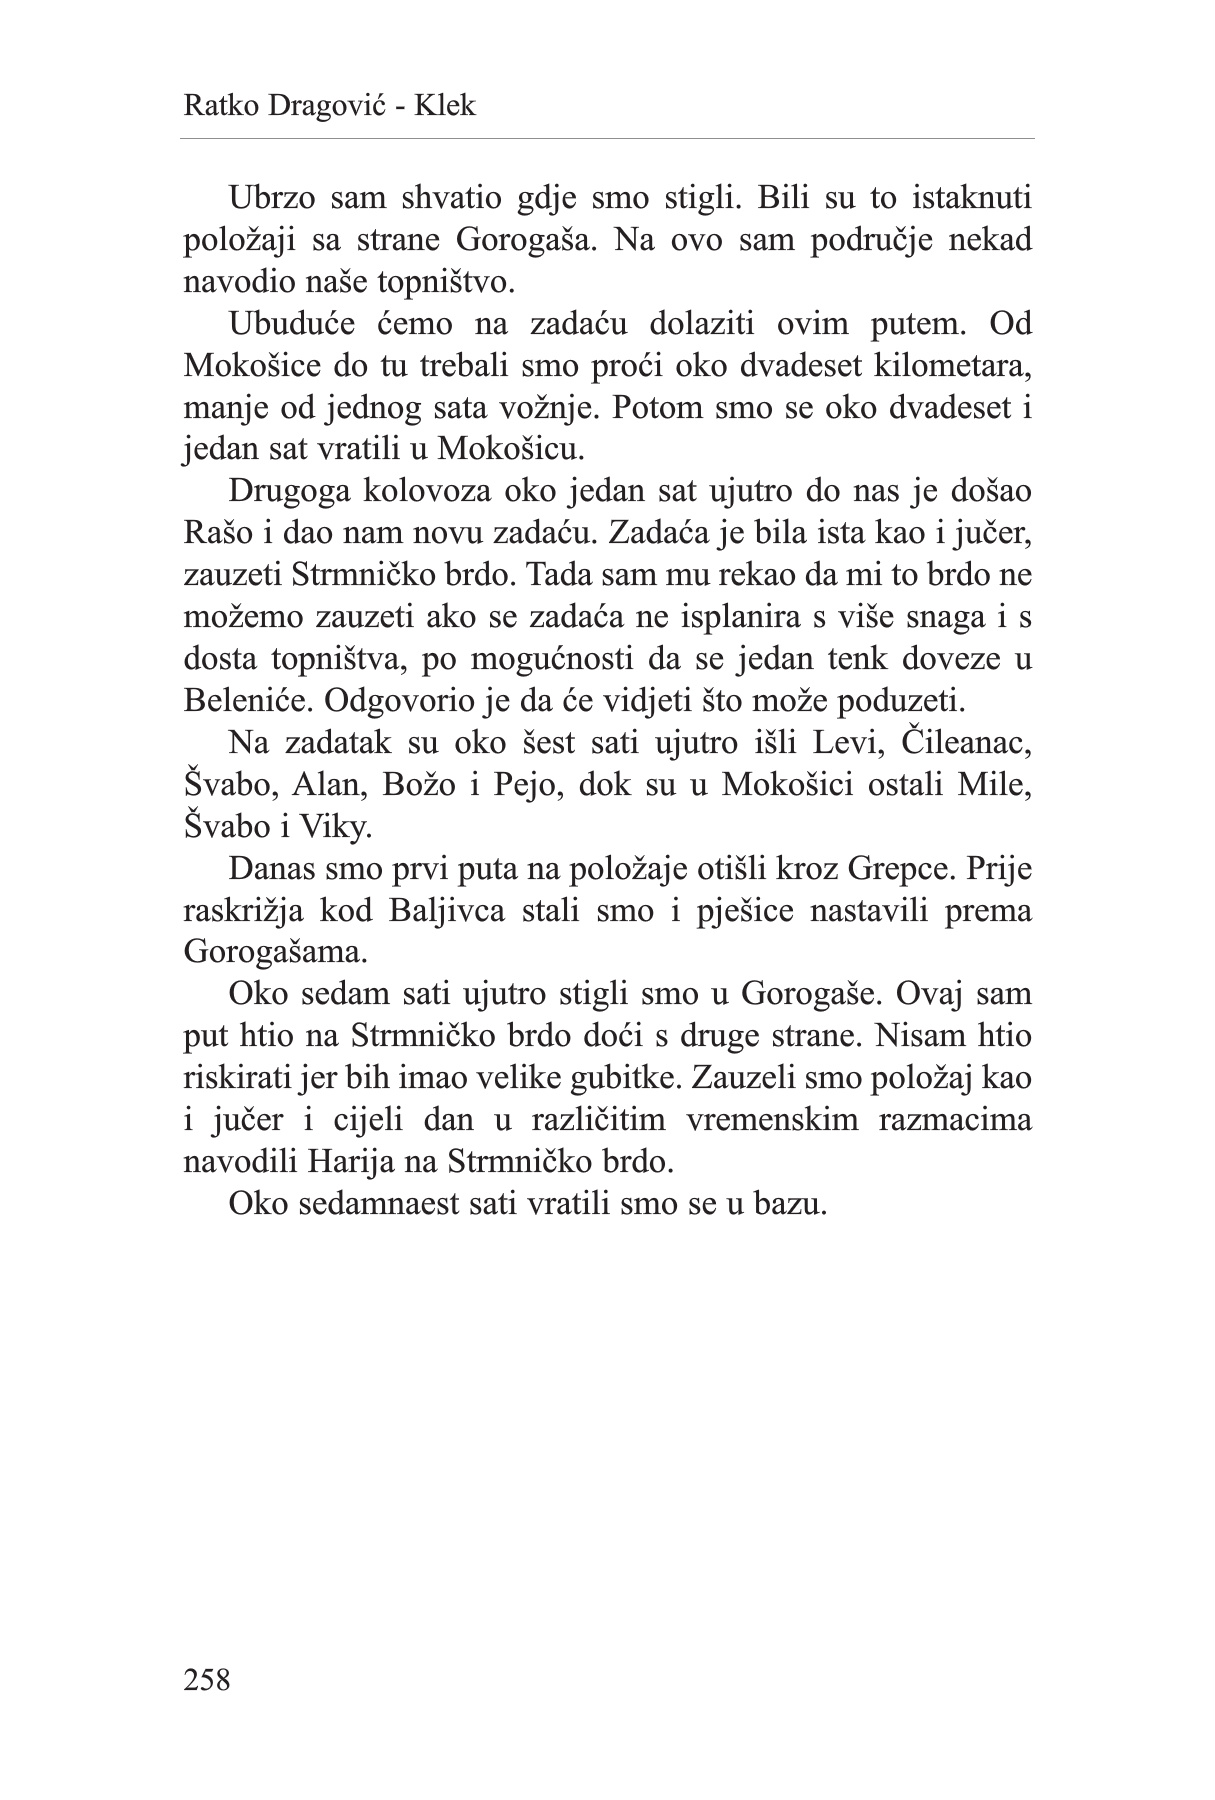 Ratko Dragović - Klek
Ubrzo sam shvatio gdje smo stigli. Bili su to istaknuti
položaji sa strane Gorogaša. Na ovo sam područje nekad
navodio naše topništvo.
Ubuduće ćemo na zadaću dolaziti ovim putem. Od
Mokošice do tu trebali smo proći oko dvadeset kilometara,
manje od jednog sata vožnje. Potom smo se oko dvadeset i
jedan sat vratili u Mokošicu.
Drugoga kolovoza oko jedan sat ujutro do nas je došao
Rašo i dao nam novu zadaću. Zadaća je bila ista kao i jučer,
zauzeti Strmničko brdo. Tada sam mu rekao da mi to brdo ne
možemo zauzeti ako se zadaća ne isplanira s više snaga i s
dosta topništva, po mogućnosti da se jedan tenk doveze u
Beleniće. Odgovorio je da će vidjeti što može poduzeti.
Na zadatak su oko šest sati ujutro išli Levi, Čileanac,
Švabo, Alan, Božo i Pejo, dok su u Mokošici ostali Mile,
Švabo i Viky.
Danas smo prvi puta na položaje otišli kroz Grepce. Prije
raskrižja kod Baljivca stali smo i pješice nastavili prema
Gorogašama.
Oko sedam sati ujutro stigli smo u Gorogaše. Ovaj sam
put htio na Strmničko brdo doći s druge strane. Nisam htio
riskirati jer bih imao velike gubitke. Zauzeli smo položaj kao
i jučer i cijeli dan u različitim vremenskim razmacima
navodili Harija na Strmničko brdo.
Oko sedamnaest sati vratili smo se u bazu.
258